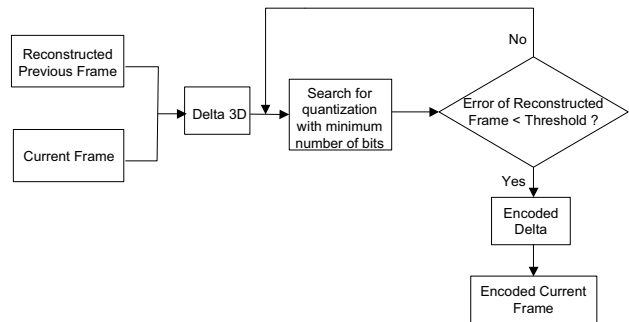 No
Reconstructed
Previous Frame
Delta 3D
Search for
quantization
with minimum
number of bits
Error of Reconstructed
Frame < Threshold ?
Current Frame
Yes
Encoded
Delta
Encoded Current
Frame